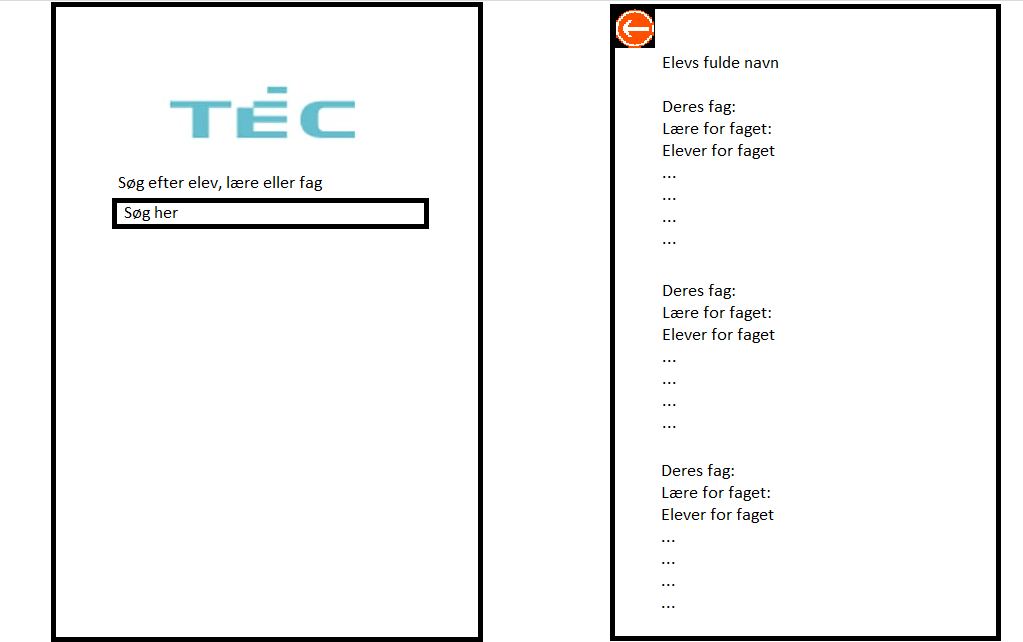 TÉC
Søg efter elev, lære eller fag
Søg her
Elevs fulde navn
Deres fag:
Lære for faget:
Elever for faget
...
...
...
...
Deres fag:
Lære for faget:
Elever for faget
...
...
...
...
Deres fag:
Lære for faget:
Elever for faget
...
...
...
...